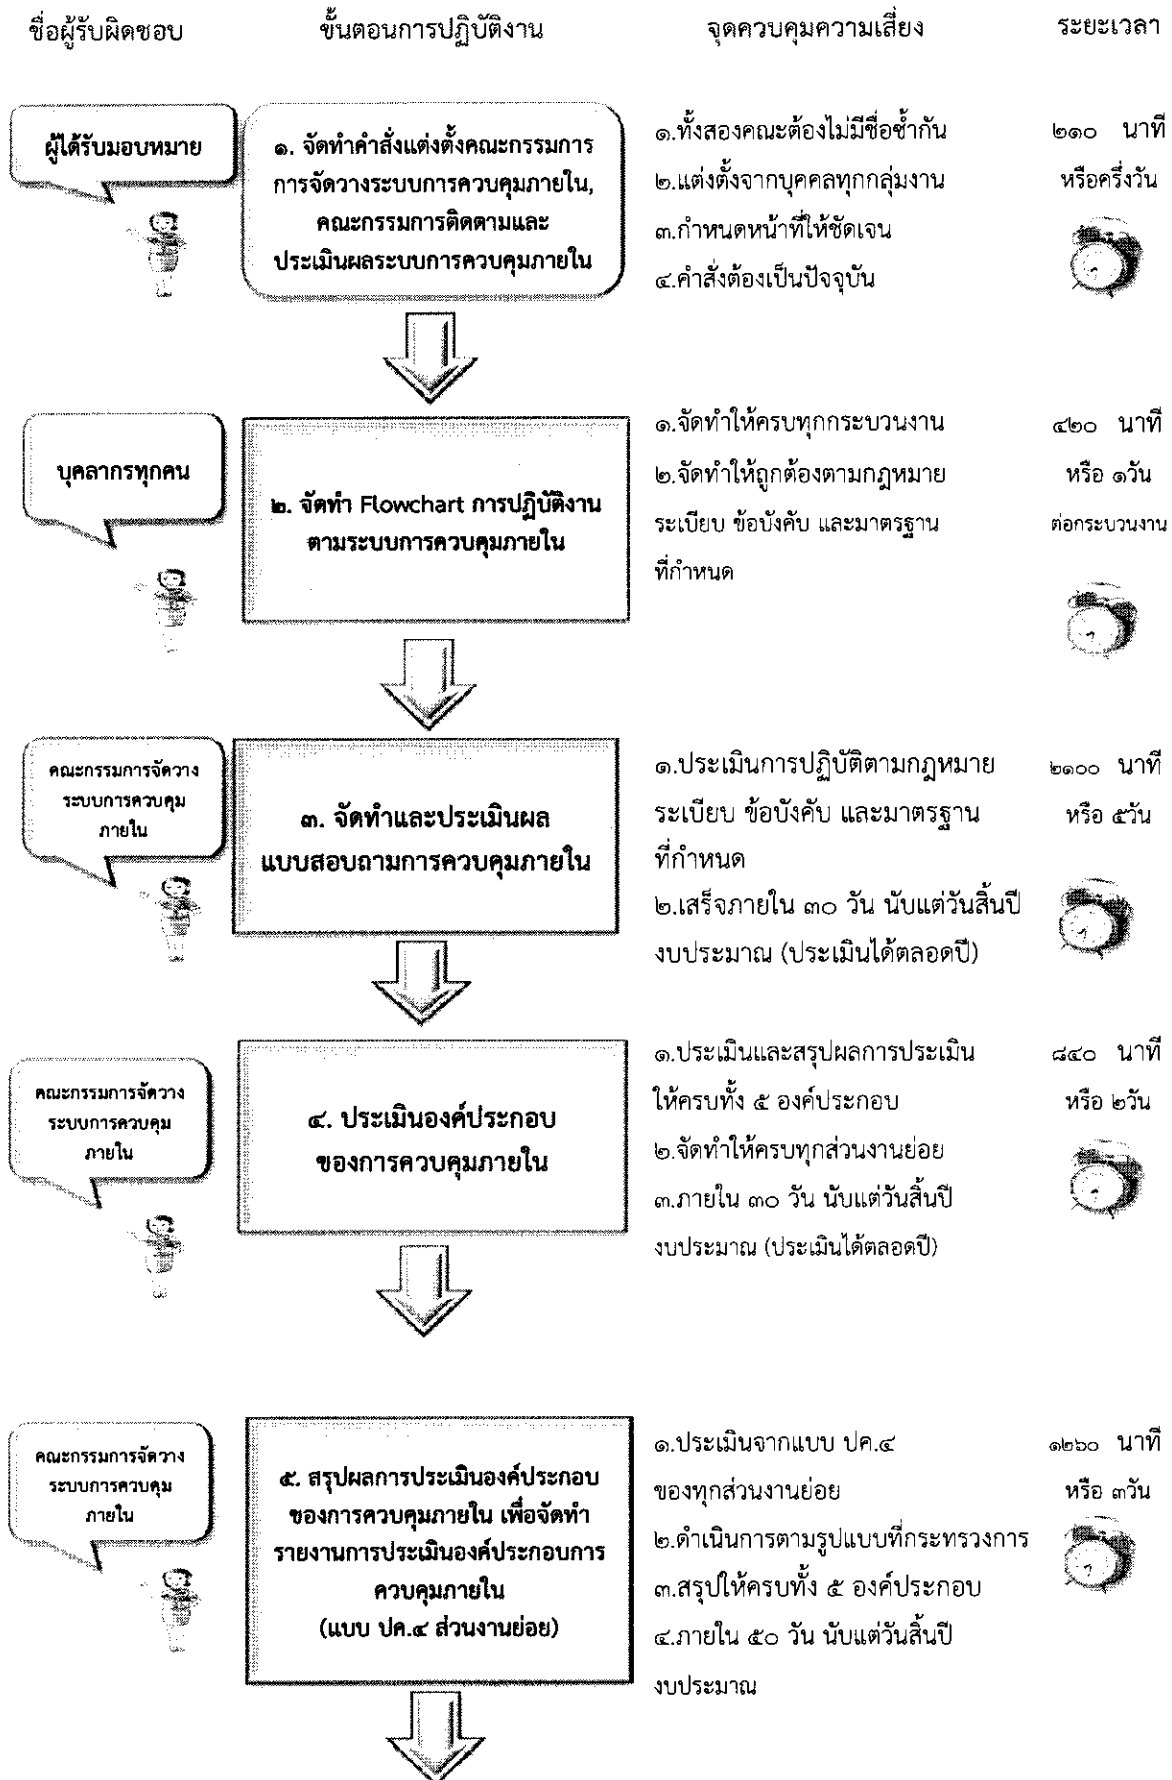 ชื่อผู้รับผิดชอบ ขั้นตอนการปฏิบัติงาน จุดควบคุมความเสี่ยง ระยะเวลา
ผู้ได้รับมอบหมาย
๑. จัดทำคำสั่งแต่งตั้งคณะกรรมการ
การจัดวางระบบการควบคุมภายใน,
คณะกรรมการติดตามและ
ประเมินผลระบบการควบคุมภายใน
๑.ทั้งสองคณะต้องไม่มีชื่อซ้ำกัน
๒.แต่งตั้งจากบุคคลทุกกลุ่มงาน
๓.กำหนดหน้าที่ให้ชัดเจน
๔.คำสั่งต้องเป็นปัจจุบัน
๒๑๐ นาที
หรือครึ่งวัน
บุคลากรทุกคน
๒. จัดทำ Flowchart การปฏิบัติงาน
ตามระบบการควบคุมภายใน
๑.จัดทำให้ครบทุกกระบวนงาน
๒.จัดทำให้ถูกต้องตามกฎหมาย
ระเบียบ ข้อบังคับ และมาตรฐาน
ที่กำหนด
๔๒๐ นาที
หรือ ๑วัน
ต่อกระบวนงาน
คณะกรรมการจัดวาง
ระบบการควบคุม
ภายใน
๓. จัดทำและประเมินผล
แบบสอบถามการควบคุมภายใน
๑.ประเมินการปฏิบัติตามกฎหมาย
ระเบียบ ข้อบังคับ และมาตรฐาน
ที่กำหนด
๒.เสร็จภายใน ๓๐ วัน นับแต่วันสิ้นปี
งบประมาณ (ประเมินได้ตลอดปี)
๒๑๐๐ นาที
หรือ ๕วัน
คณะกรรมการจัดวาง
ระบบการควบคุม
ภายใน
๔. ประเมินองค์ประกอบ
ของการควบคุมภายใน
๑.ประเมินและสรุปผลการประเมิน
ให้ครบทั้ง ๕ องค์ประกอบ
๒.จัดทำให้ครบทุกส่วนงานย่อย
๓.ภายใน ๓๐ วัน นับแต่วันสิ้นปี
งบประมาณ (ประเมินได้ตลอดปี)
๘๔๐ นาที
หรือ ๒วัน
คณะกรรมการจัดวาง
ระบบการควบคุม
ภายใน
๕. สรุปผลการประเมินองค์ประกอบ
ของการควบคุมภายใน เพื่อจัดทำ
รายงานการประเมินองค์ประกอบการ
ควบคุมภายใน
(แบบ ปค.๔ ส่วนงานย่อย)
๑.ประเมินจากแบบ ปค.๔
ของทุกส่วนงานย่อย
๒.ดำเนินการตามรูปแบบที่กระทรวงการ
๓.สรุปให้ครบทั้ง ๕ องค์ประกอบ
๔.ภายใน ๕๐ วัน นับแต่วันสิ้นปี
งบประมาณ
๑๒๖๐ นาที
หรือ ๓วัน